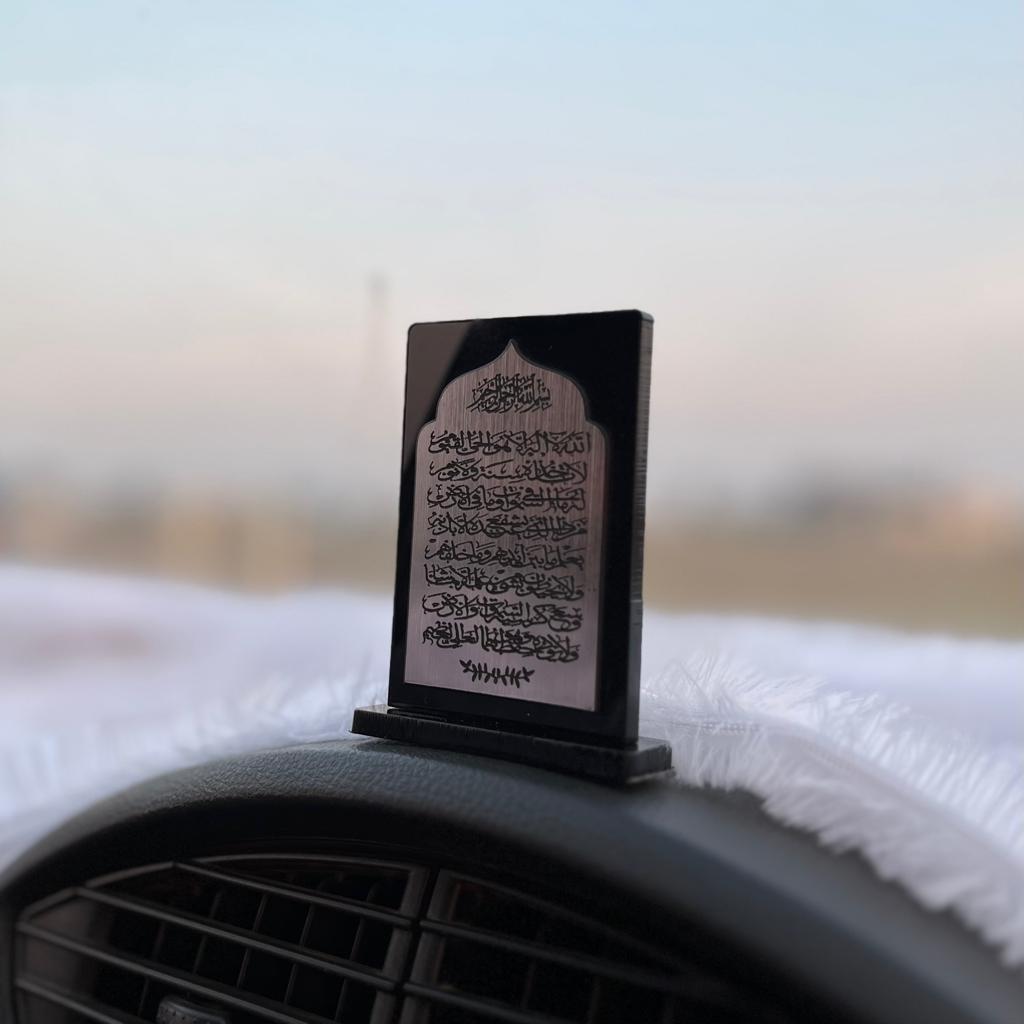 بسم الله الرحمن الرحيم
الله لا إله إلا هو الحي القيوم
لا تأخذه سنة ولا نوم
له ما في السموات وما في الأرض
من ذا الذي يشفع عنده إلا بإذنه
يعلم ما بين أيديهم وما خلفهم
ولا يحيطون بشيء من علمه إلا بما شاء
وسع كرسيه السموات والأرض
ولا يؤده حفظهما وهو العلي العظيم